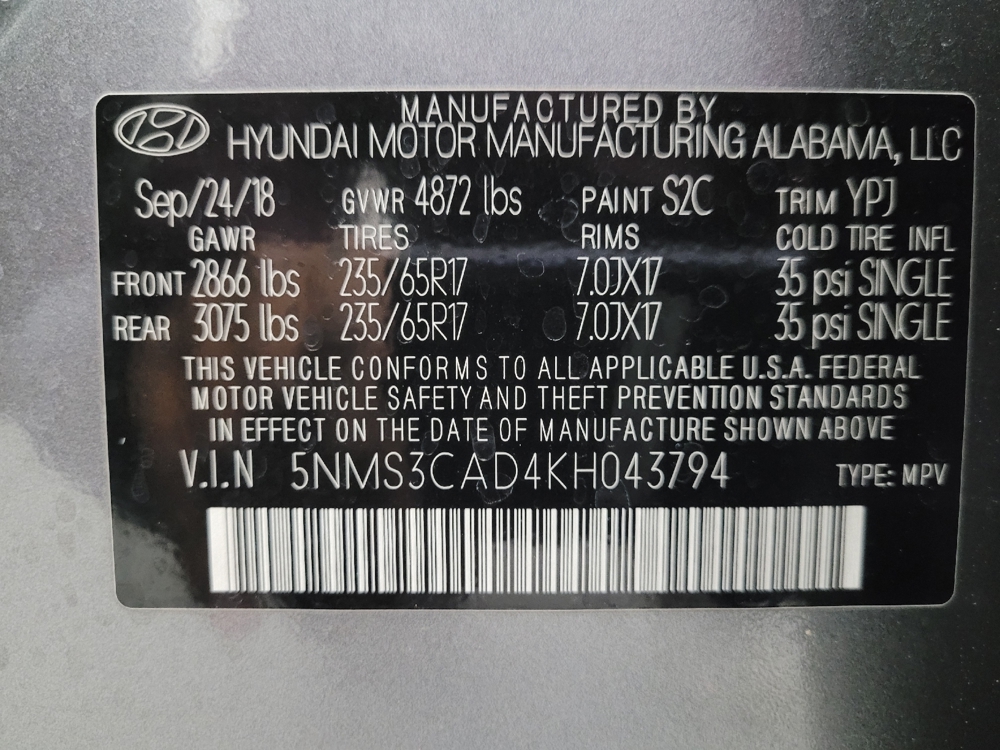 MANUFACTURED BY
HYUNDAI MOTOR MANUFACTURING ALABAMA, LLC
Sep/24/18 GVWR 4872 lbs PAINT S2C TRIM YPJ
GAWR TIRES RIMS COLD TIRE INFL
FRONT 2866 lbs 235/65R17 7.0JX17 35 psi SINGLE
REAR 3075 lbs 235/65R17 7.0JX17 35 psi SINGLE
THIS VEHICLE CONFORMS TO ALL APPLICABLE U.S.A. FEDERAL
MOTOR VEHICLE SAFETY AND THEFT PREVENTION STANDARDS
IN EFFECT ON THE DATE OF MANUFACTURE SHOWN ABOVE
V.I.N 5NMS3CAD4KH043794 TYPE: MPV